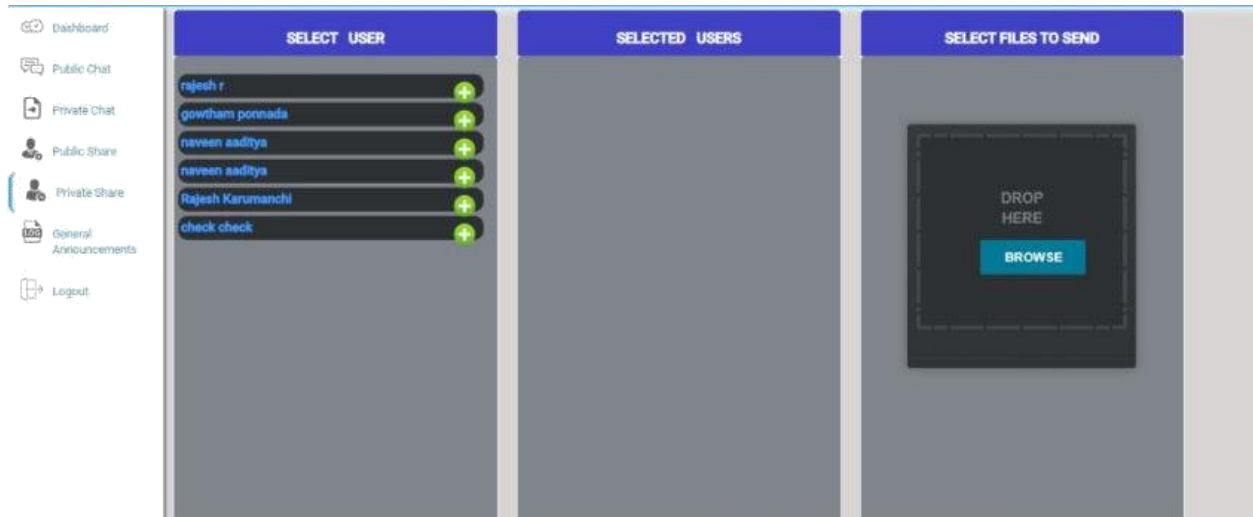 Dashboard
Public Chat
Private Chat
Public Share
Private Share
LOG
General
Announcements
Logout
SELECT USER
rajesh r
gowtham ponnada
naveen aaditya
naveen aaditya
Rajesh Karumanchi
check check
SELECTED USERS
SELECT FILES TO SEND
DROP
HERE
BROWSE